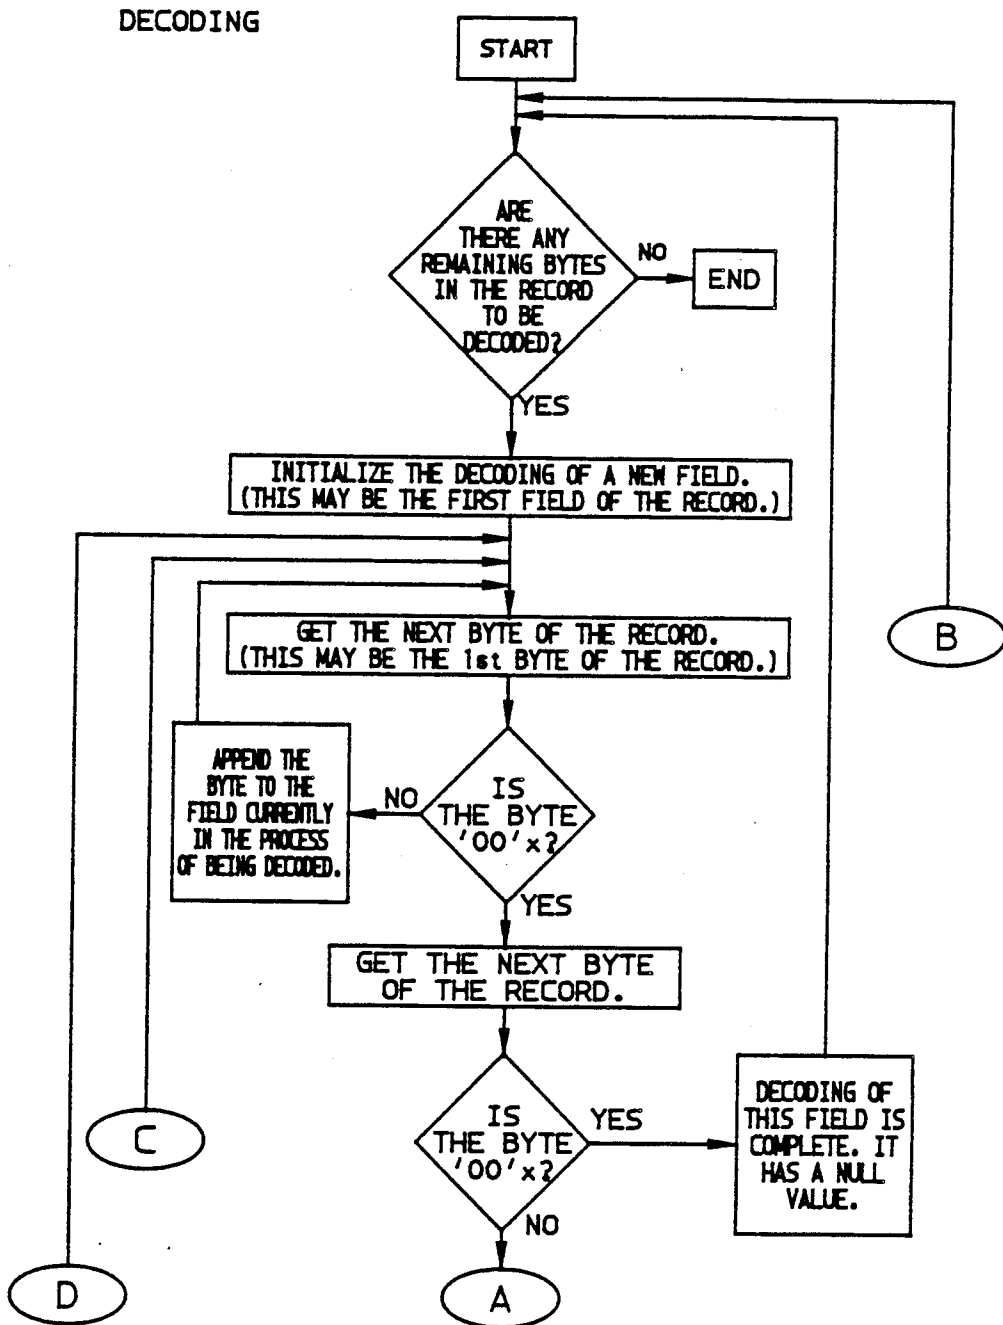 DECODING
START
ARE
THERE ANY
REMAINING BYTES
IN THE RECORD
TO BE
DECODED?
NO
END
YES
INITIALIZE THE DECODING OF A NEW FIELD.
(THIS MAY BE THE FIRST FIELD OF THE RECORD.)
GET THE NEXT BYTE OF THE RECORD.
(THIS MAY BE THE 1st BYTE OF THE RECORD.)
B
APPEND THE
BYTE TO THE
FIELD CURRENTLY
IN THE PROCESS
OF BEING DECODED.
NO
IS
THE BYTE
'00'x?
YES
GET THE NEXT BYTE
OF THE RECORD.
C
IS
THE BYTE
'00'x?
YES
DECODING OF
THIS FIELD IS
COMPLETE. IT
HAS A NULL
VALUE.
NO
D
A